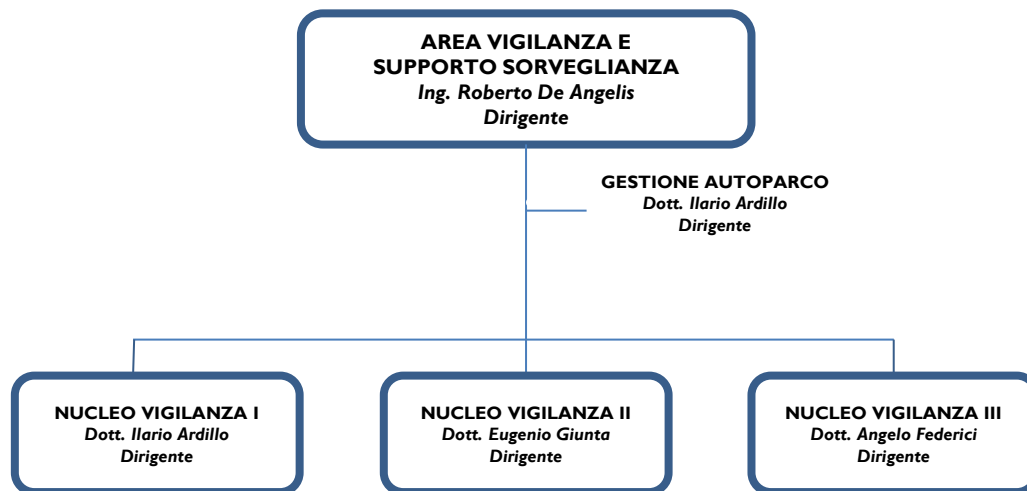 AREA VIGILANZA E
SUPPORTO SORVEGLIANZA
Ing. Roberto De Angelis
Dirigente
GESTIONE AUTOPARCO
Dott. Ilario Ardillo
Dirigente
NUCLEO VIGILANZA I
Dott. Ilario Ardillo
Dirigente
NUCLEO VIGILANZA II
Dott. Eugenio Giunta
Dirigente
NUCLEO VIGILANZA III
Dott. Angelo Federici
Dirigente